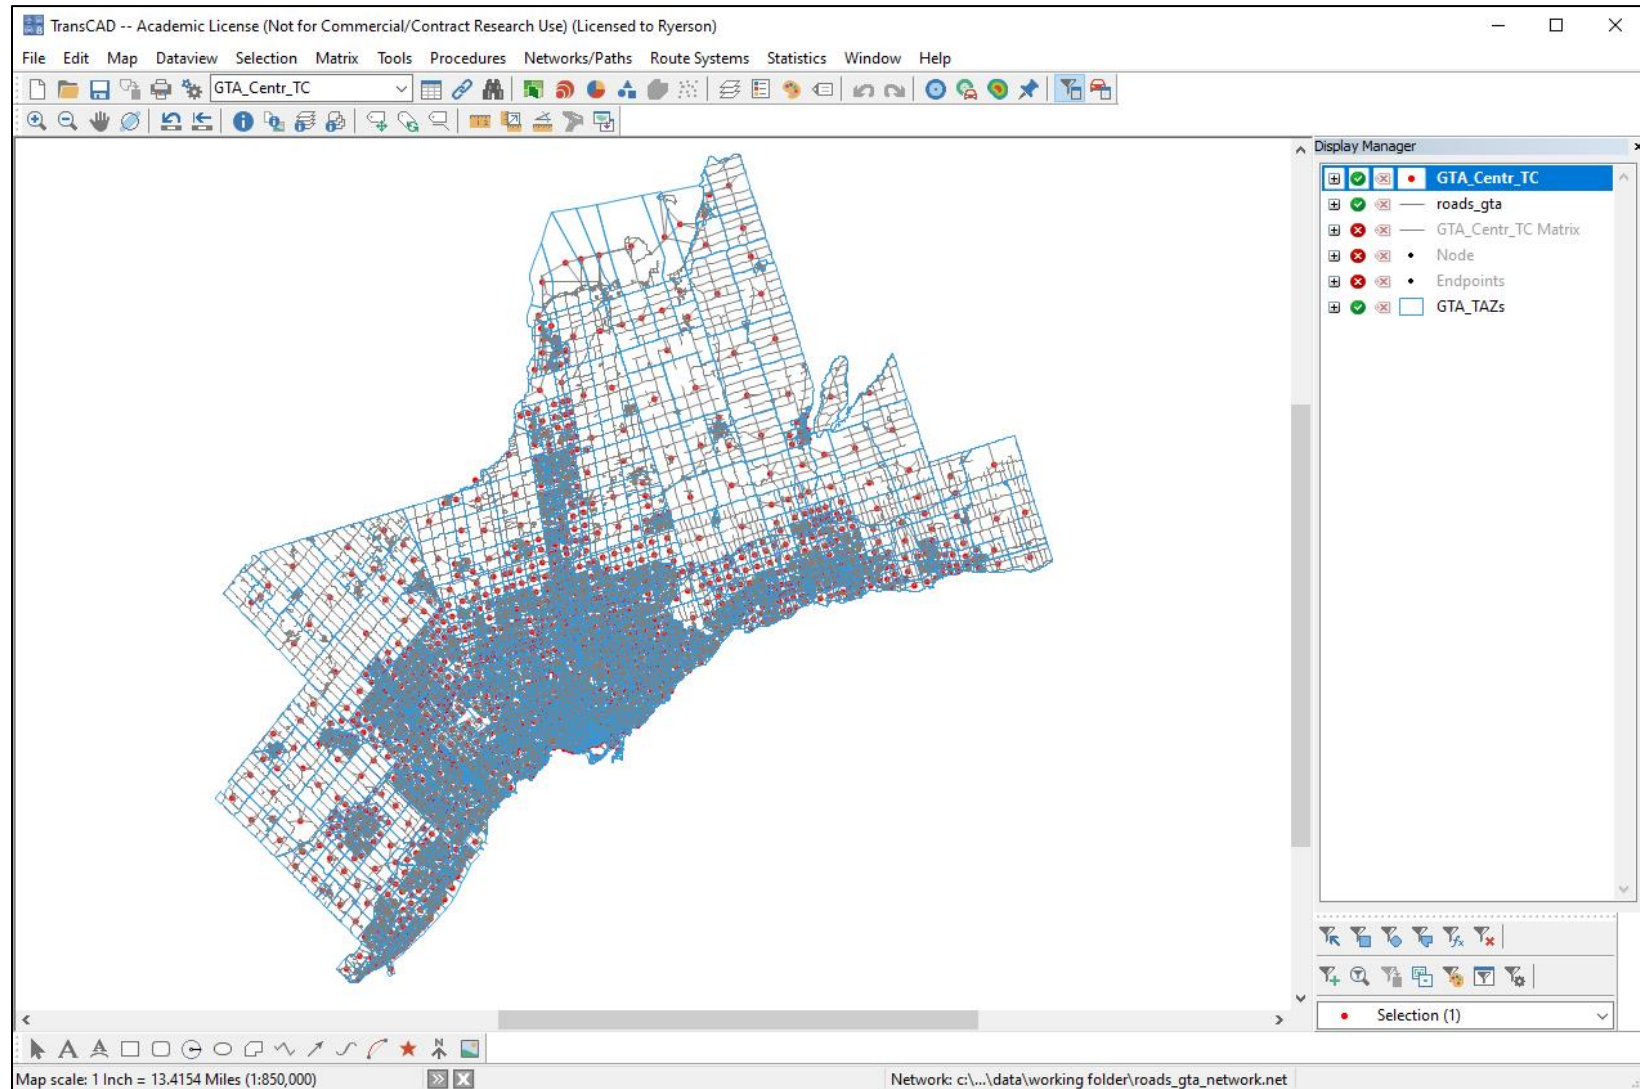 TransCAD -- Academic License (Not for Commercial/Contract Research Use) (Licensed to Ryerson)
File Edit Map Dataview Selection Matrix Tools Procedures Networks/Paths Route Systems Statistics Window Help
GTA_Centr_TC
Display Manager
GTA_Centr_TC
roads_gta
GTA_Centr_TC Matrix
Node
Endpoints
GTA_TAZs
Selection (1)
Map scale: 1 Inch = 13.4154 Miles (1:850,000)
Network: c:\...\data\working folder\roads_gta_network.net